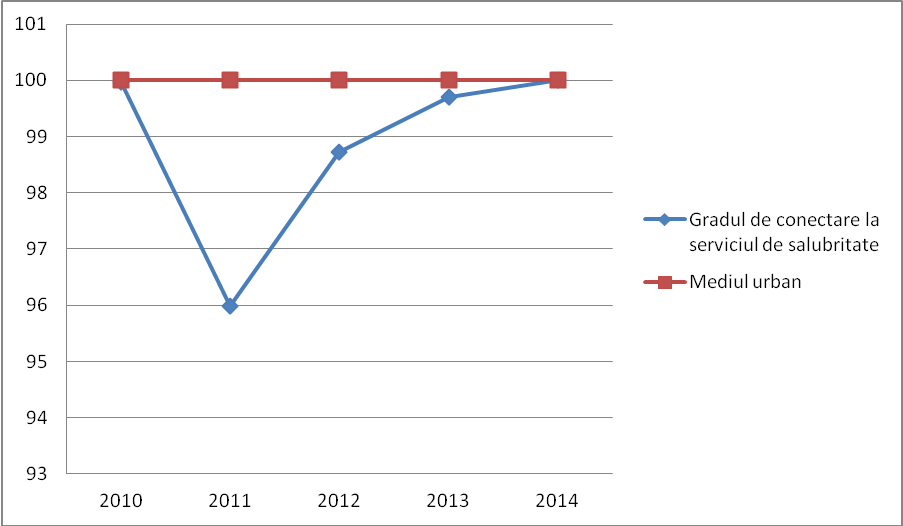 101
100
99
98
97
96
95
94
93
2010 2011 2012 2013 2014
Gradul de conectare la
serviciul de salubritate
Mediul urban